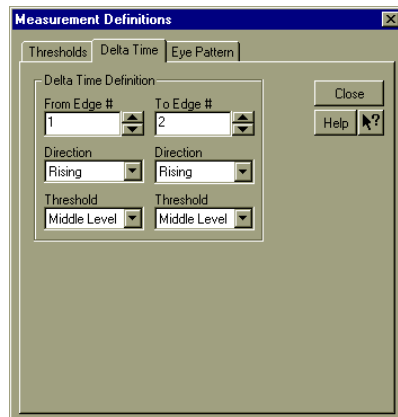 Measurement Definitions
Thresholds Delta Time Eye Pattern
Delta Time Definition
From Edge # To Edge #
1 2
Direction Direction
Rising Rising
Threshold Threshold
Middle Level Middle Level
Close
Help ?